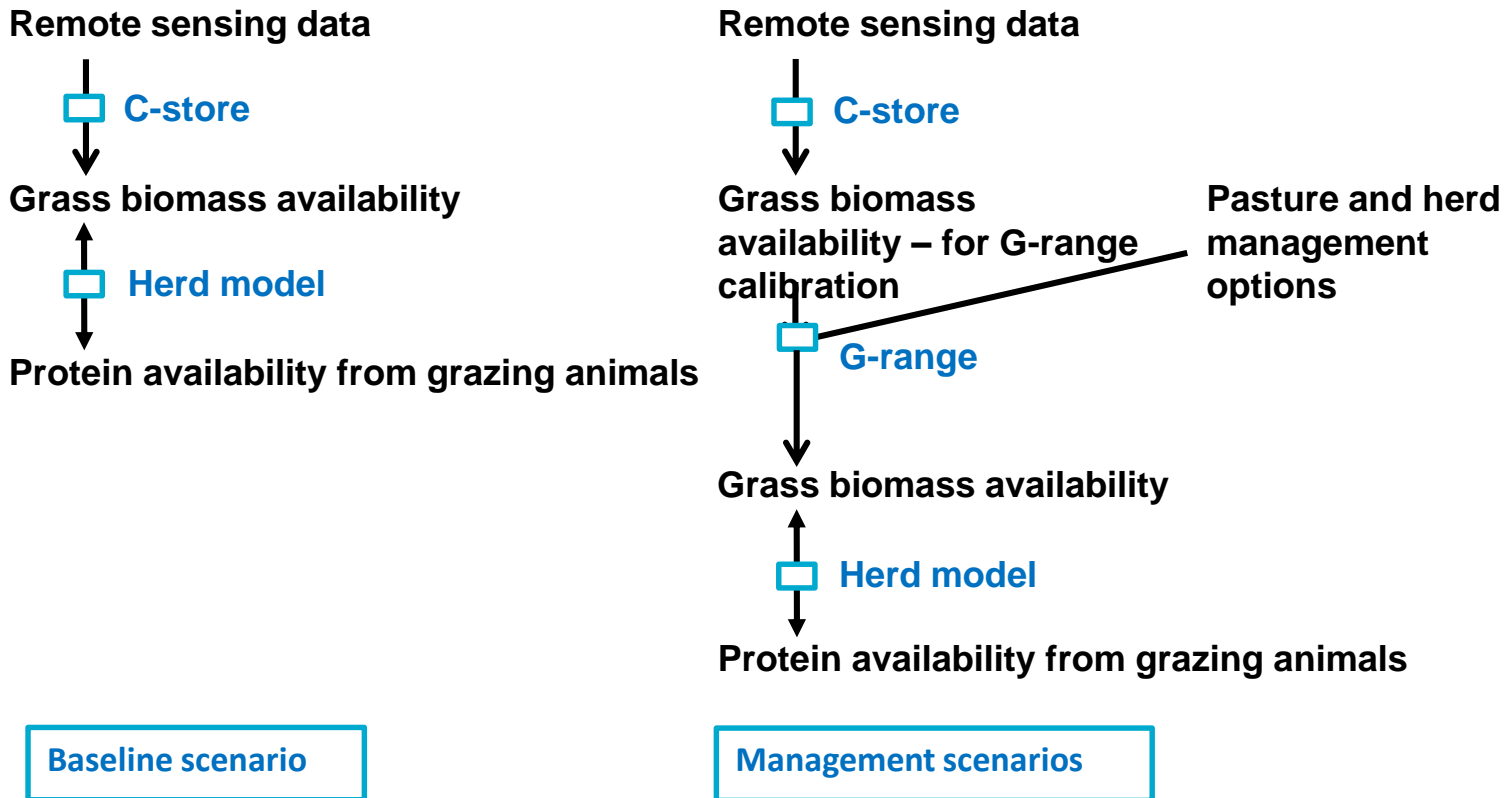 Remote sensing data
C-store
Grass biomass availability
Herd model
Protein availability from grazing animals
Baseline scenario
Remote sensing data
C-store
Grass biomass
availability – for G-range
calibration
Pasture and herd
management
options
G-range
Grass biomass availability
Herd model
Protein availability from grazing animals
Management scenarios